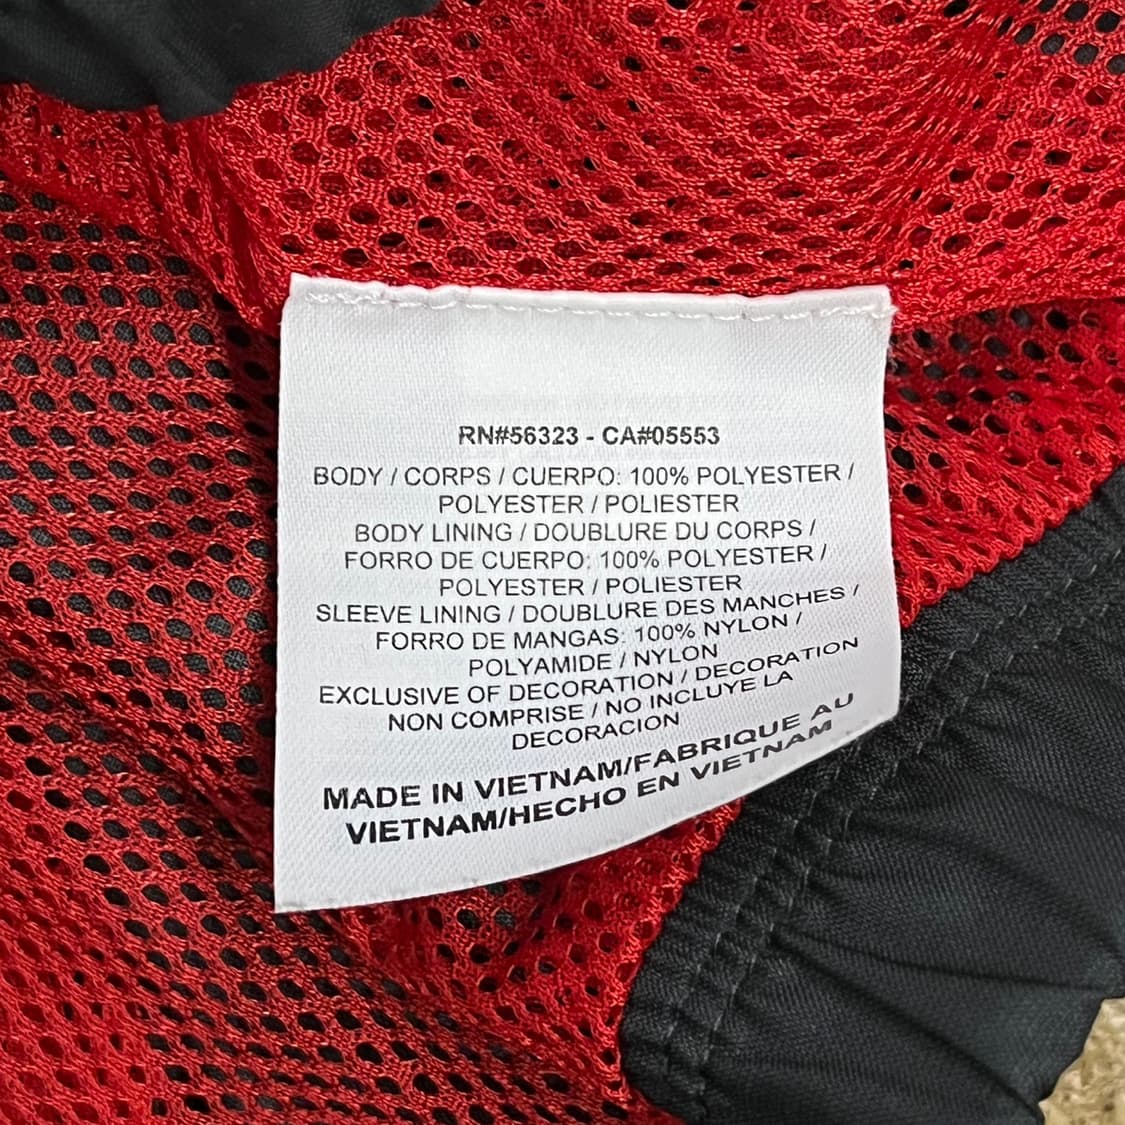 RN#56323 - CA#05553
BODY / CORPS / CUERPO: 100% POLYESTER /
POLYESTER / POLIESTER
BODY LINING / DOUBLURE DU CORPS /
FORRO DE CUERPO: 100% POLYESTER /
POLYESTER / POLIESTER
SLEEVE LINING / DOUBLURE DES MANCHES /
FORRO DE MANGAS: 100% NYLON /
POLYAMIDE / NYLON
EXCLUSIVE OF DECORATION / DECORATION
NON COMPRISE / NO INCLUYE LA
DECORACION
MADE IN VIETNAM/FABRIQUE AU
VIETNAM/HECHO EN VIETNAM